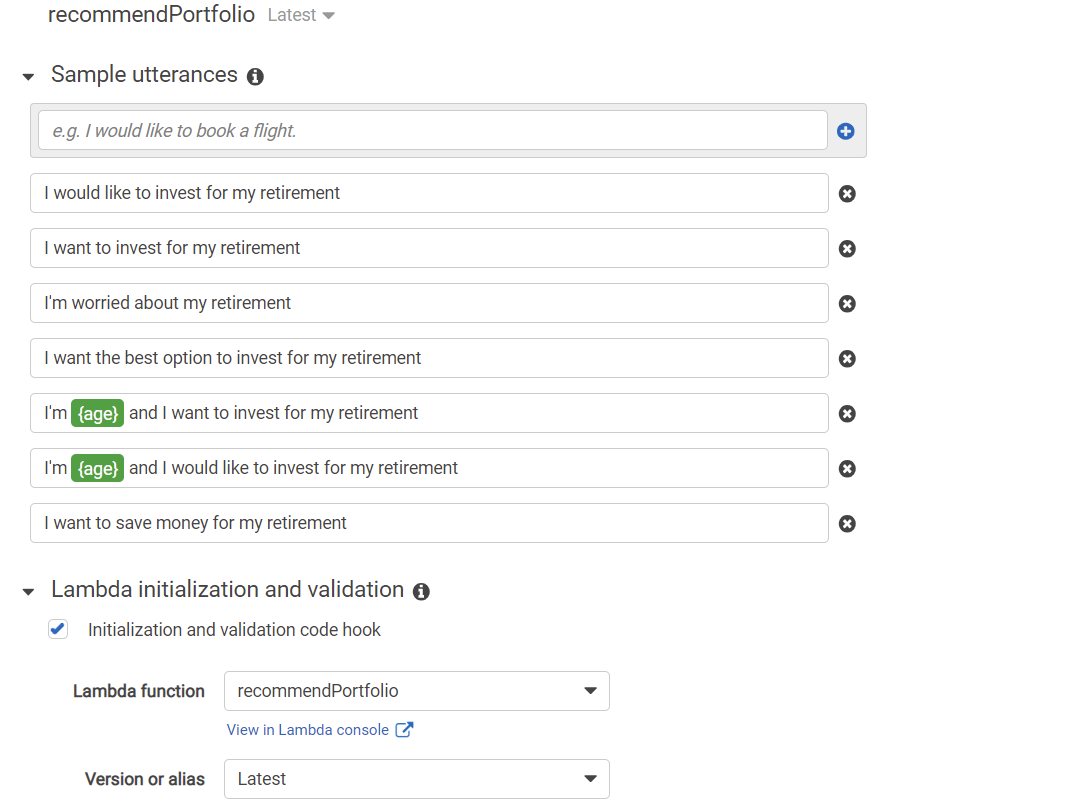 recommendPortfolio Latest
Sample utterances
e.g. I would like to book a flight.
I would like to invest for my retirement
I want to invest for my retirement
I'm worried about my retirement
I want the best option to invest for my retirement
I'm {age} and I want to invest for my retirement
I'm {age} and I would like to invest for my retirement
I want to save money for my retirement
Lambda initialization and validation
Initialization and validation code hook
Lambda function recommendPortfolio
View in Lambda console
Version or alias Latest